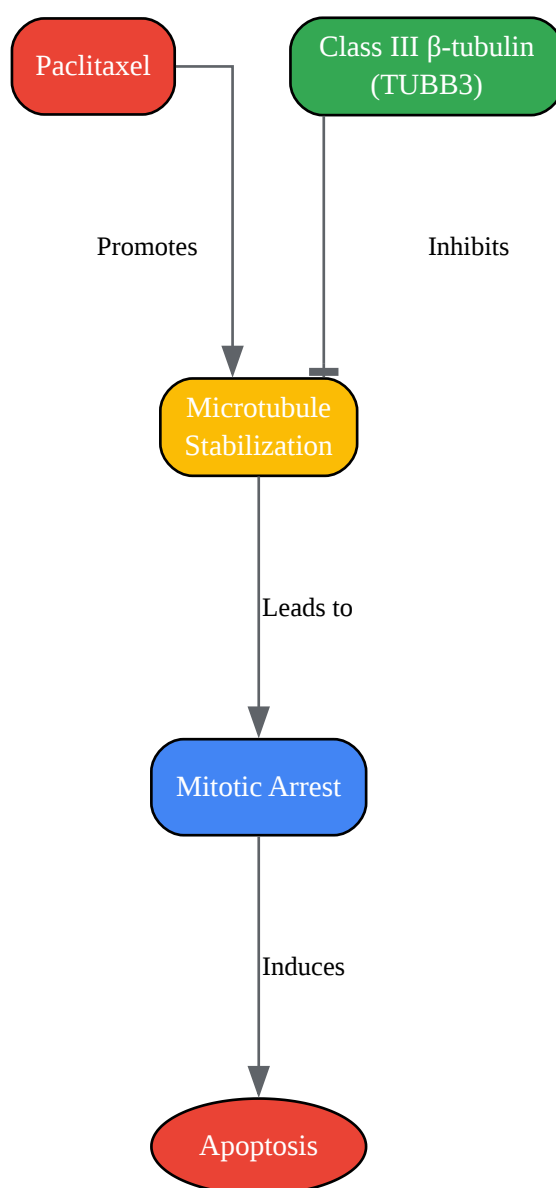 Paclitaxel
Class III β-tubulin
(TUBB3)
Promotes
Inhibits
Microtubule
Stabilization
Leads to
Mitotic Arrest
Induces
Apoptosis